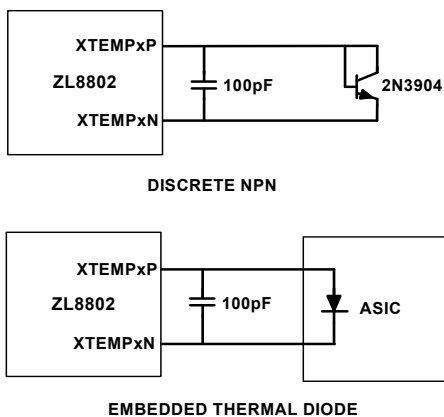 XTEMPxP
ZL8802
100pF
2N3904
XTEMPxN
DISCRETE NPN
XTEMPxP
ZL8802
100pF
ASIC
XTEMPxN
EMBEDDED THERMAL DIODE